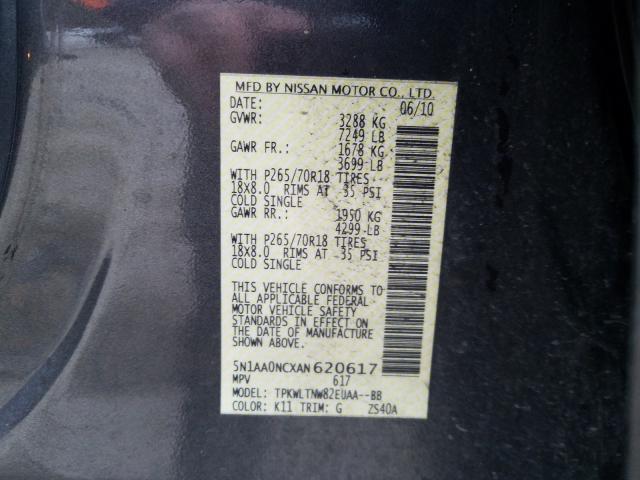 MFD BY NISSAN MOTOR CO., LTD.
DATE: 06/10
GVWR: 3288 KG
7249 LB
GAWR FR.: 1678 KG
3699 LB
WITH P265/70R18 TIRES
18X8.0 RIMS AT 35 PSI
COLD SINGLE
GAWR RR.: 1950 KG
4299 LB
WITH P265/70R18 TIRES
18X8.0 RIMS AT 35 PSI
COLD SINGLE
THIS VEHICLE CONFORMS TO
ALL APPLICABLE FEDERAL
MOTOR VEHICLE SAFETY
STANDARDS IN EFFECT ON
THE DATE OF MANUFACTURE
SHOWN ABOVE.
5N1AA0NCXAN620617
MPV 617
MODEL: TPKWLTNW82EUAA--BB
COLOR: K11 TRIM: G ZS40A